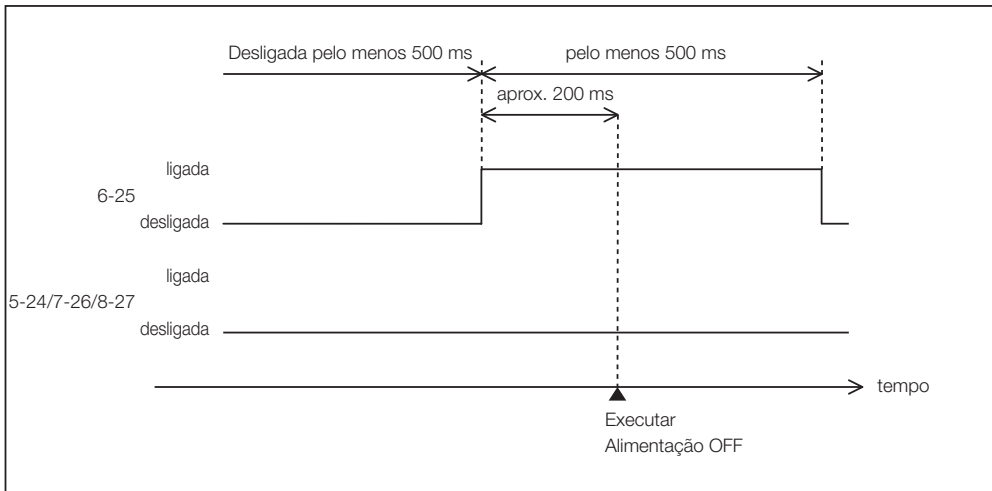 Desligada pelo menos 500 ms
pelo menos 500 ms
aprox. 200 ms
ligada
6-25
desligada
ligada
5-24/7-26/8-27
desligada
tempo
Executar
Alimentação OFF